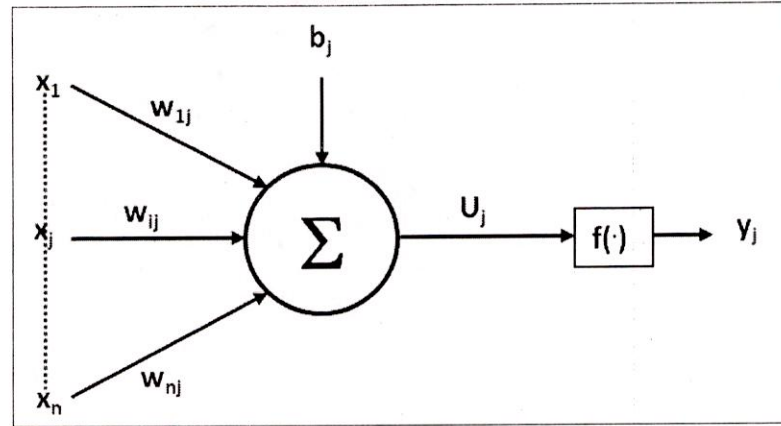 b_j
x_1
w_1j
x_j
w_ij
Σ
U_j
f(·)
y_j
w_nj
x_n